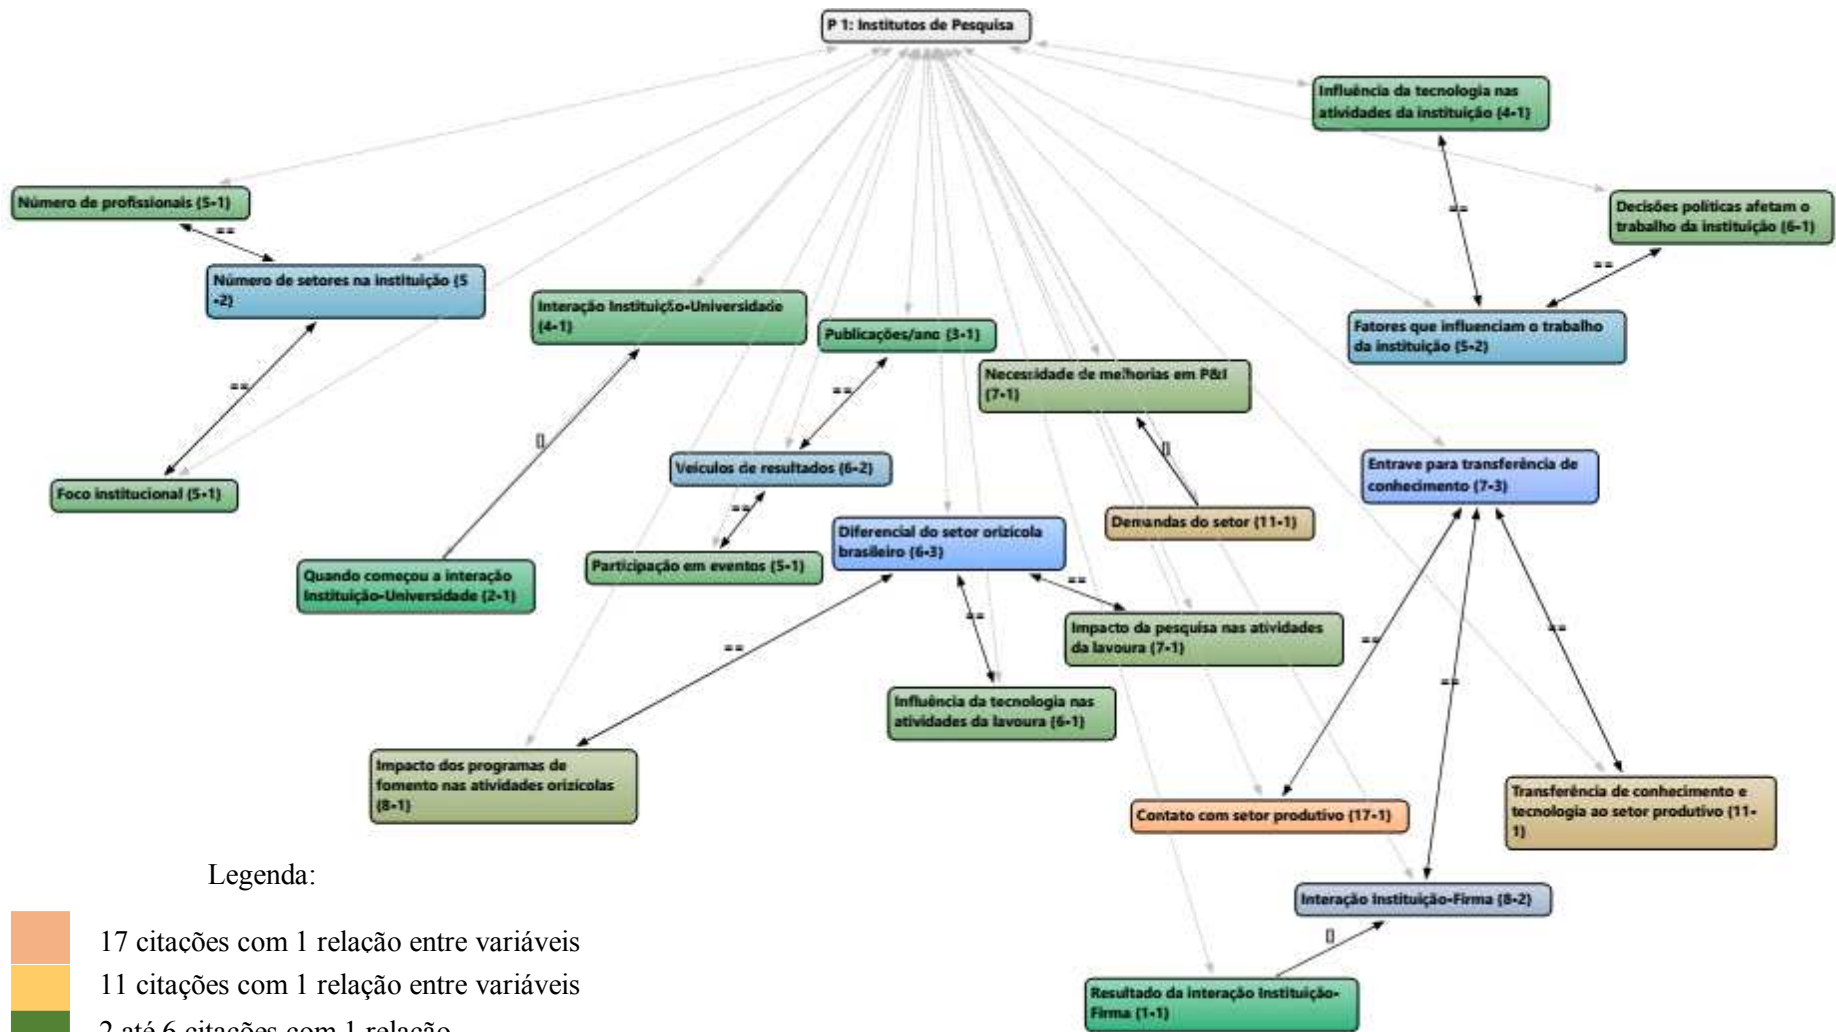 P 1: Institutos de Pesquisa
Influência da tecnologia nas
atividades da instituição {4-1}
Número de profissionais {5-1}
==
==
Decisões políticas afetam o
trabalho da instituição {6-1}
==
Número de setores na instituição {5
-2}
Interação Instituição-Universidade
{4-1}
Publicações/ano {3-1}
Fatores que influenciam o trabalho
da instituição {5-2}
Necessidade de melhorias em P&I
{7-1}
==
==
[]
[]
Veículos de resultados {6-2}
Entrave para transferência de
conhecimento {7-3}
Foco institucional {5-1}
==
Demandas do setor {11-1}
Diferencial do setor orizícola
brasileiro {6-3}
Participação em eventos {5-1}
Quando começou a interação
Instituição-Universidade {2-1}
==
==
==
Impacto da pesquisa nas atividades
da lavoura {7-1}
==
==
==
Influência da tecnologia nas
atividades da lavoura {6-1}
Impacto dos programas de
fomento nas atividades orizícolas
{8-1}
Contato com setor produtivo {17-1}
Transferência de conhecimento e
tecnologia ao setor produtivo {11-
1}
Interação Instituição-Firma {8-2}
[]
Resultado da interação Instituição-
Firma {1-1}
Legenda:
17 citações com 1 relação entre variáveis
11 citações com 1 relação entre variáveis
2 até 6 citações com 1 relação